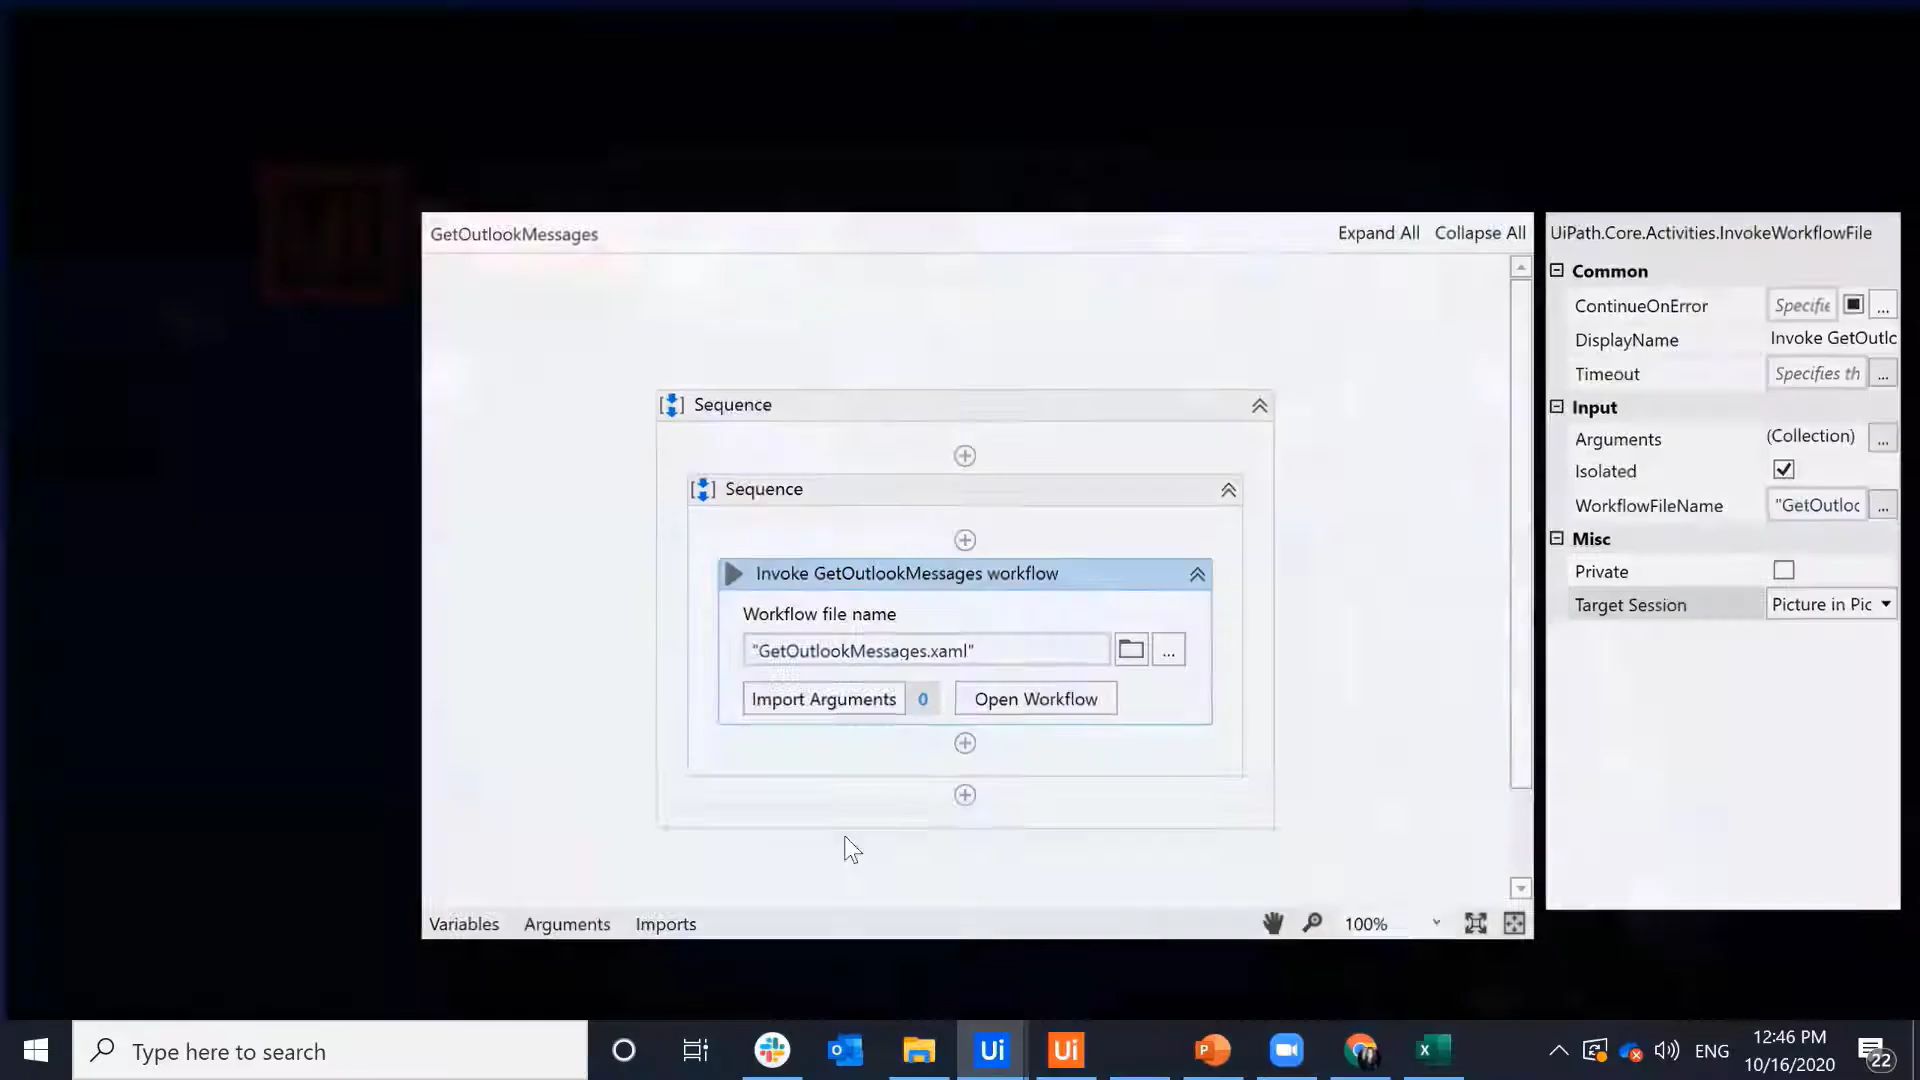 GetOutlookMessages
Expand All
Collapse All
Sequence
Sequence
Invoke GetOutlookMessages workflow
Workflow file name
"GetOutlookMessages.xaml"
...
Import Arguments
0
Open Workflow
Variables
Arguments
Imports
100%
UiPath.Core.Activities.InvokeWorkflowFile
Common
ContinueOnError
Specifie
...
DisplayName
Invoke GetOutlc
Timeout
Specifies th
...
Input
Arguments
(Collection)
...
Isolated
WorkflowFileName
"GetOutloc
...
Misc
Private
Target Session
Picture in Pic
Type here to search
Ui
Ui
ENG
12:46 PM
10/16/2020
22